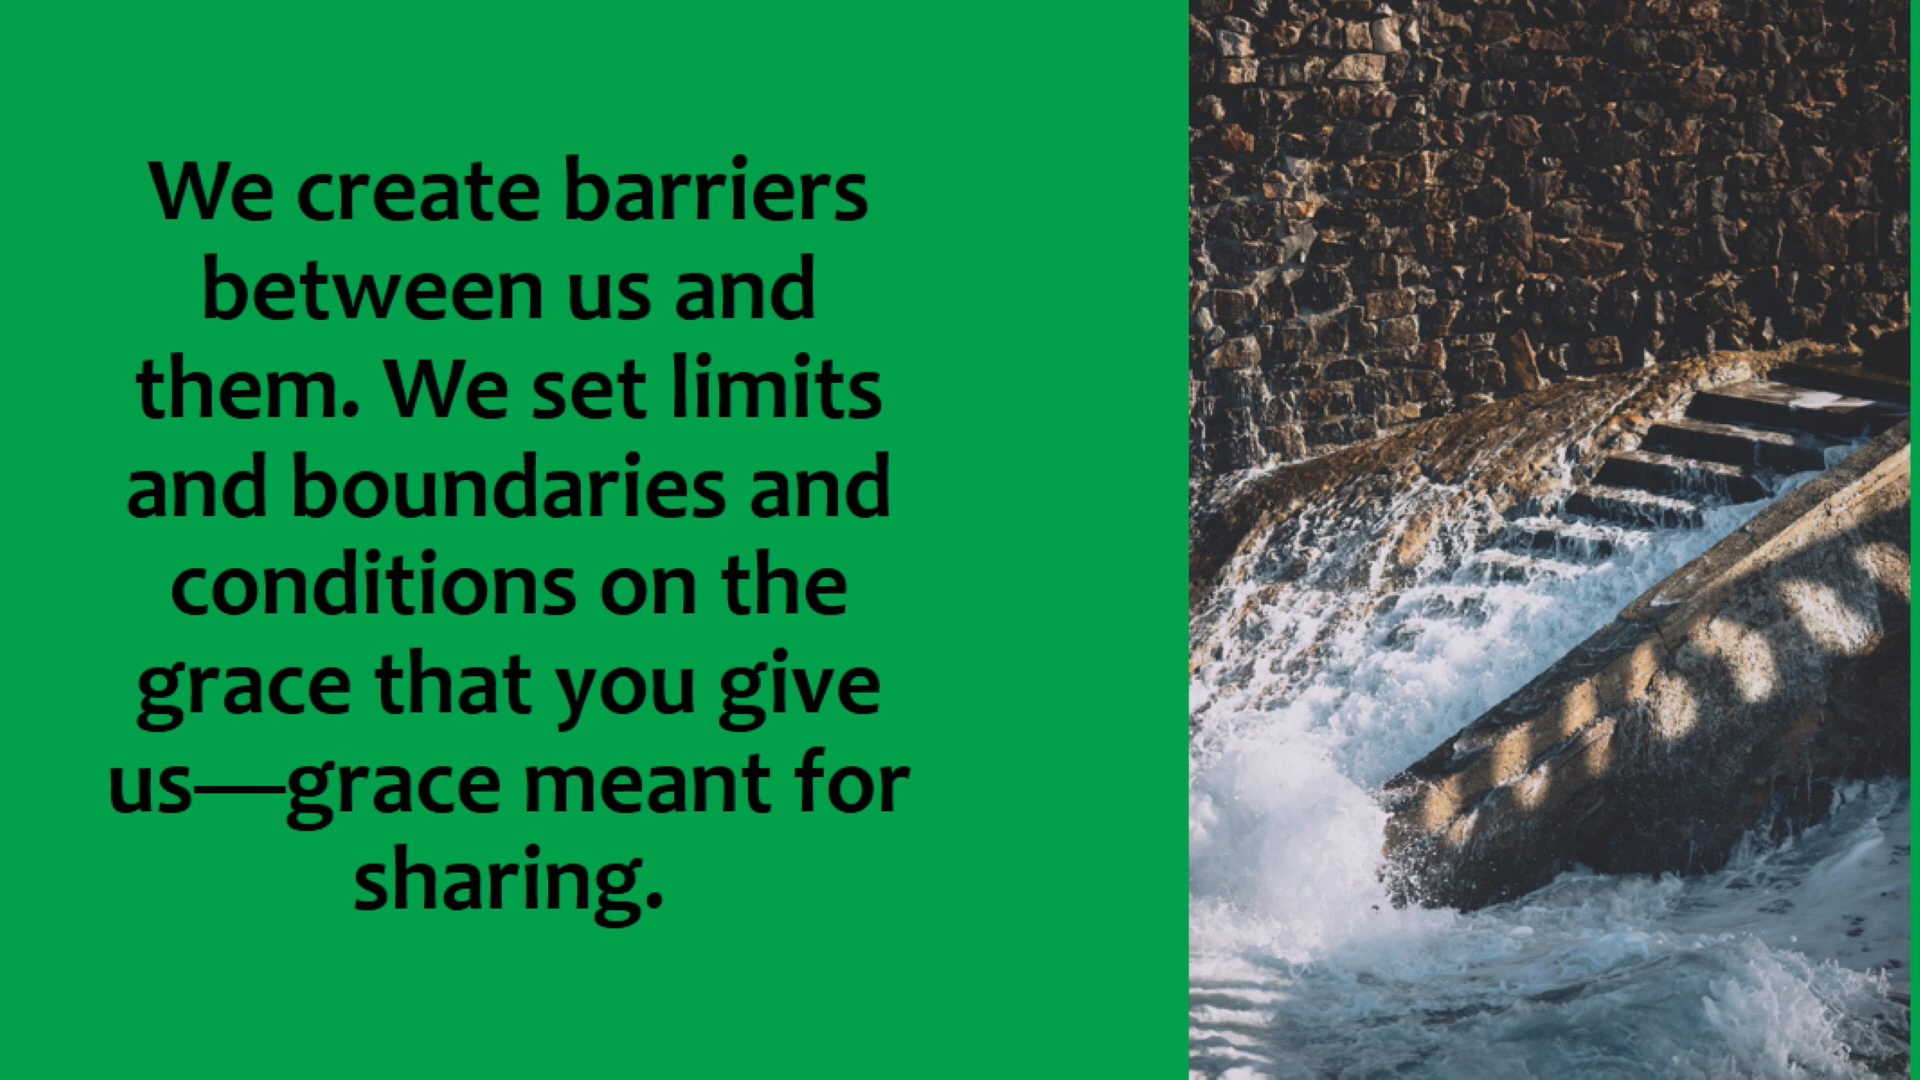 We create barriers
between us and
them. We set limits
and boundaries and
conditions on the
grace that you give
us—grace meant for
sharing.